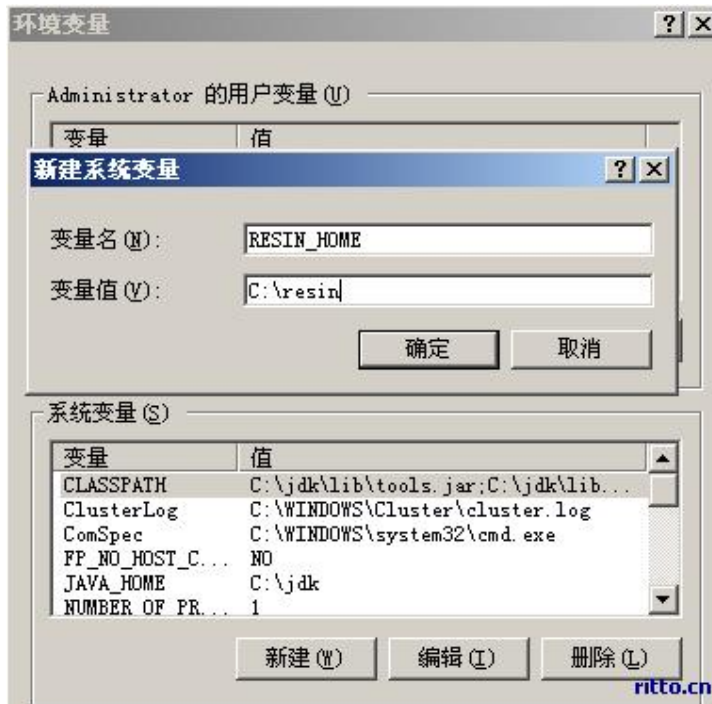 环境变量
Administrator 的用户变量(U)
变量 值
新建系统变量
变量名(N): RESIN_HOME
变量值(V): C:\resin
确定 取消
系统变量(S)
变量 值
CLASSPATH C:\jdk\lib\tools.jar;C:\jdk\lib...
ClusterLog C:\WINDOWS\Cluster\cluster.log
ComSpec C:\WINDOWS\system32\cmd.exe
FP_NO_HOST_C... NO
JAVA_HOME C:\jdk
NUMBER_OF_PR... 1
新建(W) 编辑(I) 删除(L)
ritto.cn